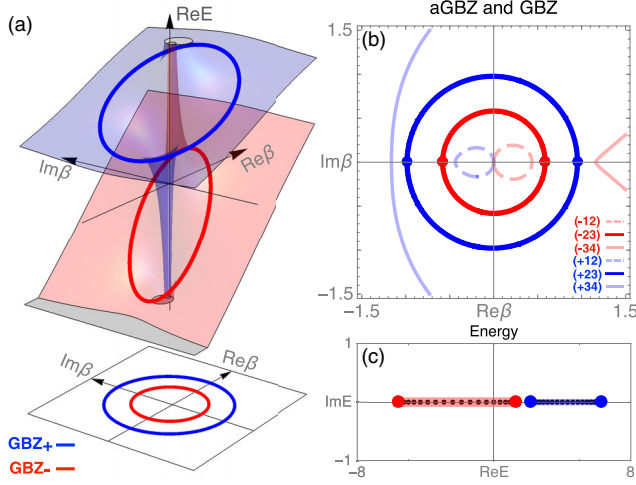 (a)
ReE
Imβ
Reβ
Imβ
Reβ
GBZ+
GBZ-
aGBZ and GBZ
(b)
1.5
Imβ
(-12)
(-23)
(-34)
(+12)
(+23)
(+34)
−1.5
−1.5
Reβ
1.5
Energy
(c)
1
ImE
−1
−8
ReE
8